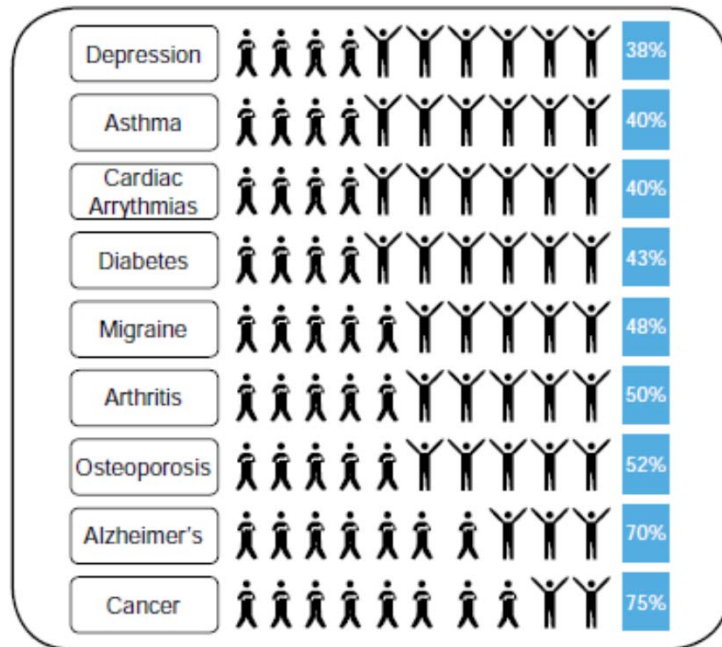 Depression 38%
Asthma 40%
Cardiac
Arrythmias 40%
Diabetes 43%
Migraine 48%
Arthritis 50%
Osteoporosis 52%
Alzheimer's 70%
Cancer 75%